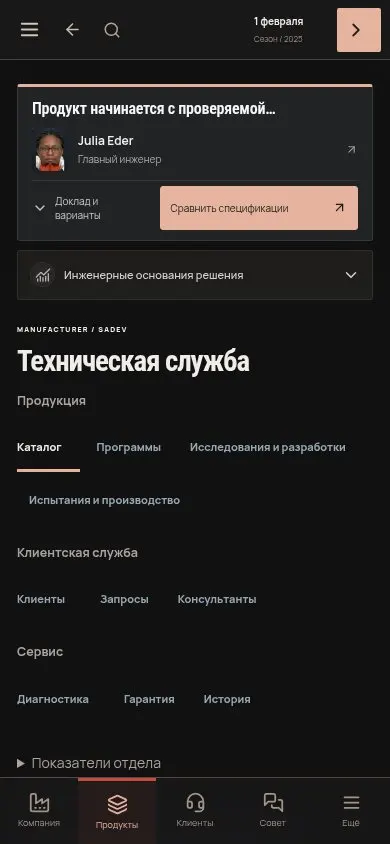 1 февраля
Сезон / 2025
Продукт начинается с проверяемой…
Julia Eder
Главный инженер
Доклад и
варианты
Сравнить спецификации
Инженерные основания решения
MANUFACTURER / SADEV
Техническая служба
Продукция
Каталог
Программы
Исследования и разработки
Испытания и производство
Клиентская служба
Клиенты
Запросы
Консультанты
Сервис
Диагностика
Гарантия
История
Показатели отдела
Компания
Продукты
Клиенты
Совет
Ещё